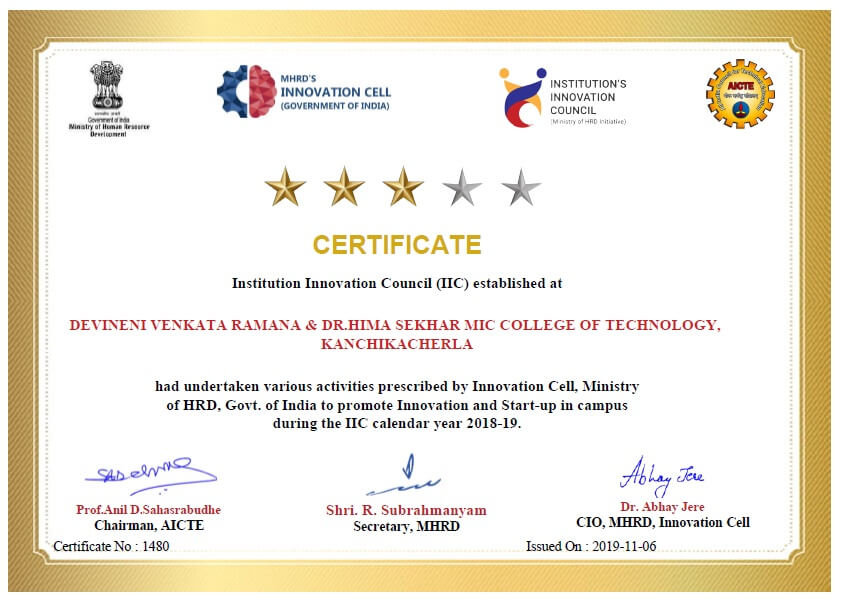 Government of India
Ministry of Human Resource
Development
MHRD'S
INNOVATION CELL
(GOVERNMENT OF INDIA)
INSTITUTION'S
INNOVATION
COUNCIL
(Ministry of HRD Initiative)
AICTE
CERTIFICATE
Institution Innovation Council (IIC) established at
DEVINENI VENKATA RAMANA & DR.HIMA SEKHAR MIC COLLEGE OF TECHNOLOGY,
KANCHIKACHERLA
had undertaken various activities prescribed by Innovation Cell, Ministry
of HRD, Govt. of India to promote Innovation and Start-up in campus
during the IIC calendar year 2018-19.
Abhay Jere
Prof.Anil D.Sahasrabudhe
Chairman, AICTE
Shri. R. Subrahmanyam
Secretary, MHRD
Dr. Abhay Jere
CIO, MHRD, Innovation Cell
Certificate No : 1480
Issued On : 2019-11-06